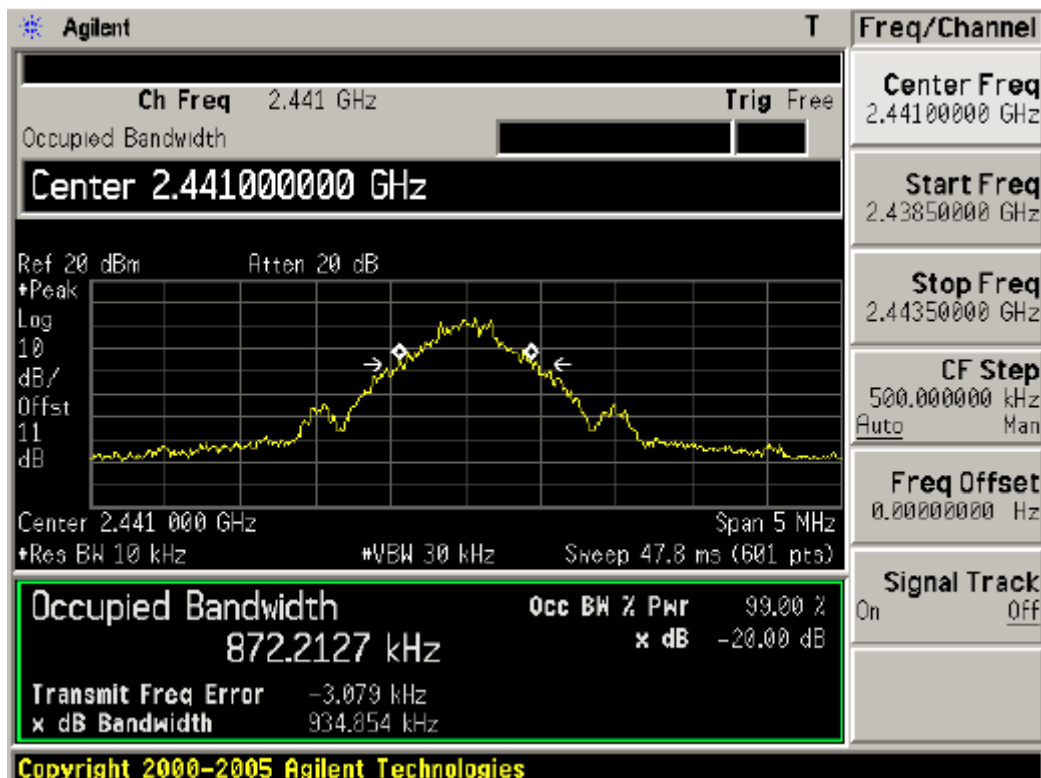 Agilent T Freq/Channel
Ch Freq 2.441 GHz Trig Free
Occupied Bandwidth
Center 2.441000000 GHz
Ref 20 dBm Atten 20 dB
#Peak
Log
10
dB/
Offst
11
dB
Center 2.441 000 GHz Span 5 MHz
#Res BW 10 kHz #VBW 30 kHz Sweep 47.8 ms (601 pts)
Occupied Bandwidth Occ BW % Pwr 99.00 %
872.2127 kHz x dB -20.00 dB
Transmit Freq Error -3.079 kHz
x dB Bandwidth 934.854 kHz
Center Freq
2.44100000 GHz
Start Freq
2.43850000 GHz
Stop Freq
2.44350000 GHz
CF Step
500.000000 kHz
Auto Man
Freq Offset
0.00000000 Hz
Signal Track
On Off
Copyright 2000-2005 Agilent Technologies